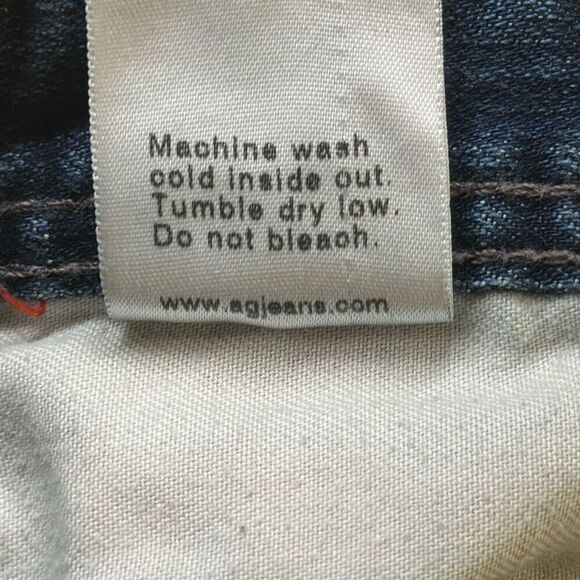 Machine wash
cold inside out.
Tumble dry low.
Do not bleach.
www.agjeans.com